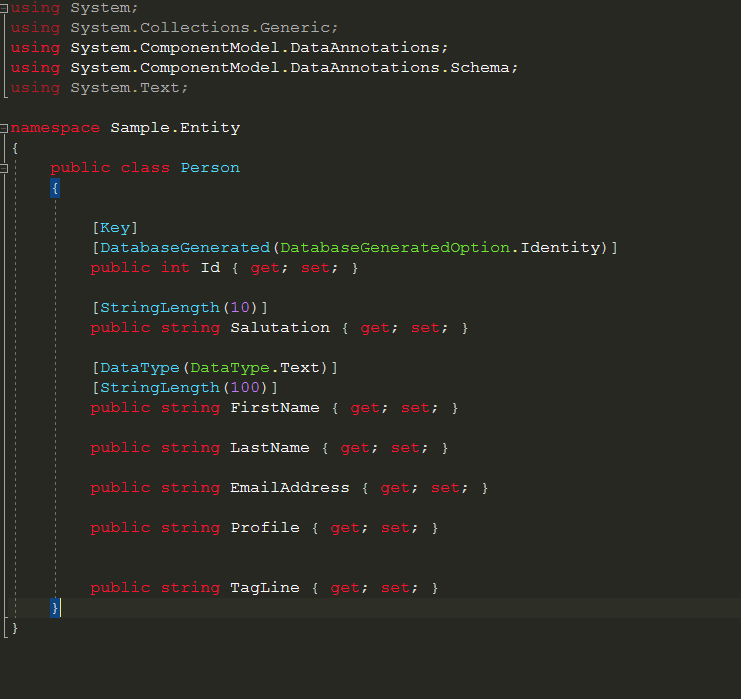 using System;
using System.Collections.Generic;
using System.ComponentModel.DataAnnotations;
using System.ComponentModel.DataAnnotations.Schema;
using System.Text;
namespace Sample.Entity
{
public class Person
{
[Key]
[DatabaseGenerated(DatabaseGeneratedOption.Identity)]
public int Id { get; set; }
[StringLength(10)]
public string Salutation { get; set; }
[DataType(DataType.Text)]
[StringLength(100)]
public string FirstName { get; set; }
public string LastName { get; set; }
public string EmailAddress { get; set; }
public string Profile { get; set; }
public string TagLine { get; set; }
}
}